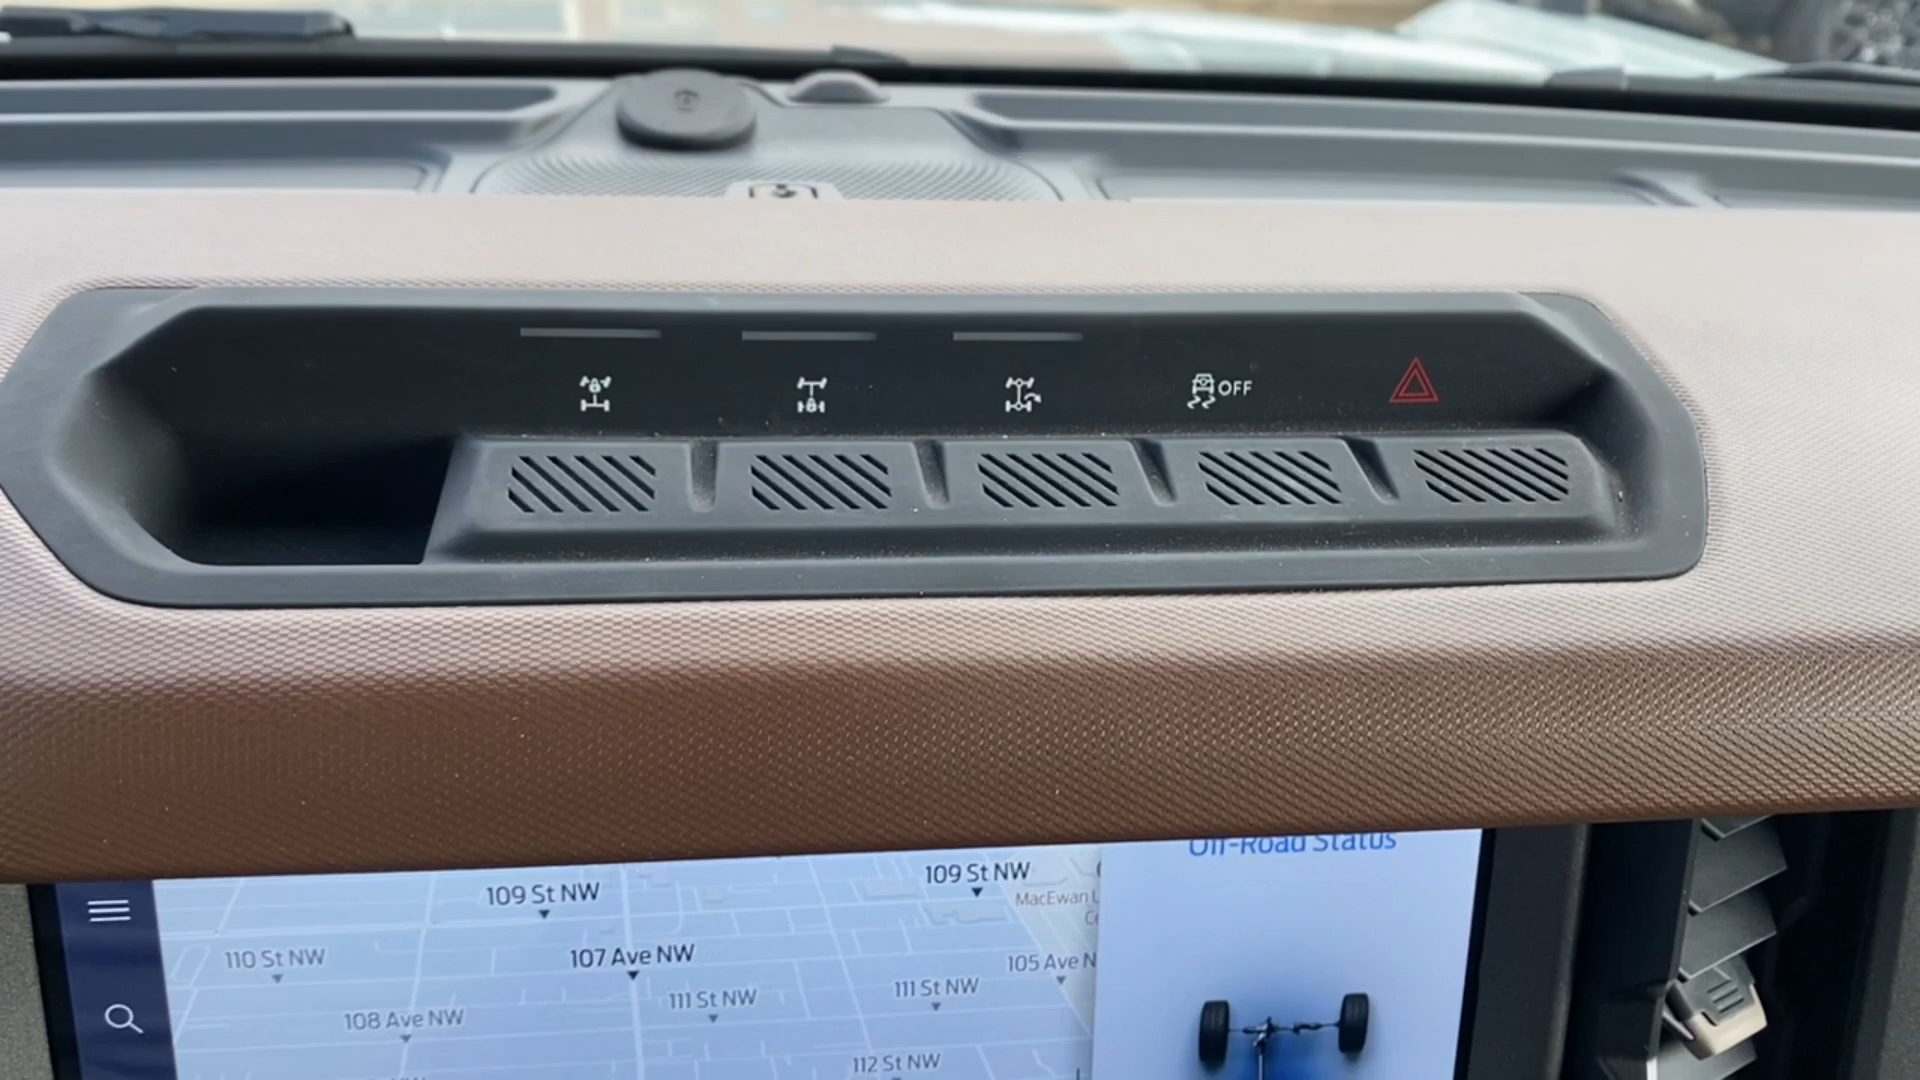 OFF
Off-Road Status
109 St NW
109 St NW
MacEwan
110 St NW
107 Ave NW
105 Ave N
111 St NW
111 St NW
108 Ave NW
112 St NW